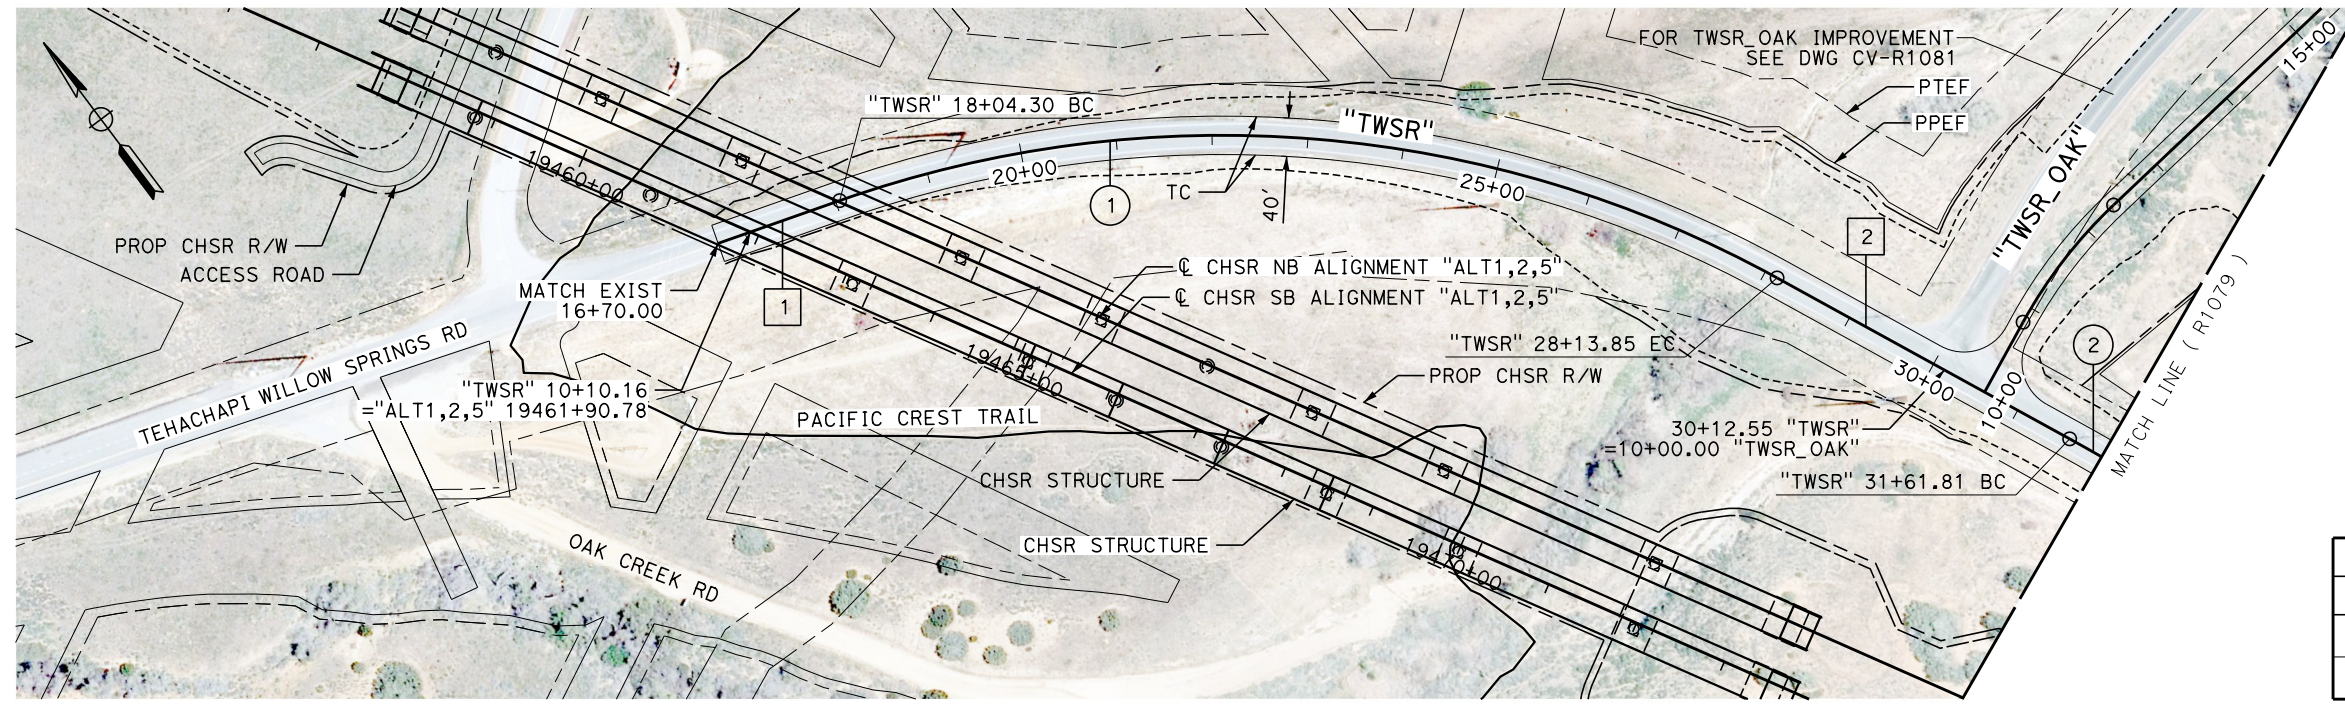 FOR TWSR_OAK IMPROVEMENT
SEE DWG CV-R1081
15+00
PTEF
PPEF
"TWSR" 18+04.30 BC
"TWSR"
"TWSR_OAK"
19460+00
20+00
25+00
TC
40'
1
2
PROP CHSR R/W
ACCESS ROAD
MATCH EXIST
16+70.00
1
℄ CHSR NB ALIGNMENT "ALT1,2,5"
℄ CHSR SB ALIGNMENT "ALT1,2,5"
"TWSR" 28+13.85 EC
PROP CHSR R/W
2
MATCH LINE (R1079)
TEHACHAPI WILLOW SPRINGS RD
19465+00
30+00
10+00
"TWSR" 10+10.16
="ALT1,2,5" 19461+90.78
PACIFIC CREST TRAIL
30+12.55 "TWSR"
=10+00.00 "TWSR_OAK"
CHSR STRUCTURE
"TWSR" 31+61.81 BC
CHSR STRUCTURE
OAK CREEK RD
19470+00